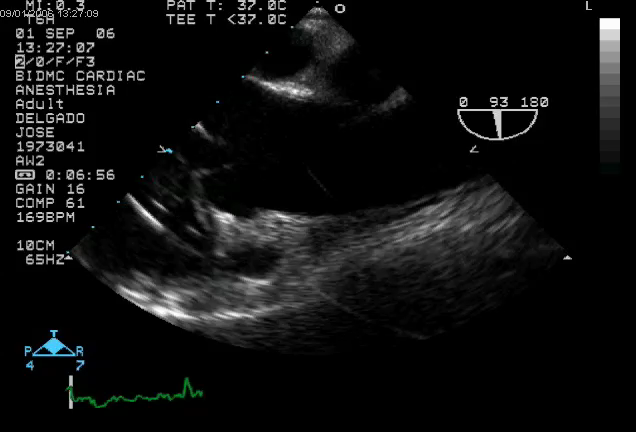 MI: 0.3
PAT T: 37.0C
TEE T <37.0C
09/01/2006 13:27:09
01 SEP 06
13:27:07
2/0/F/F3
BIDMC CARDIAC
ANESTHESIA
Adult
DELGADO
JOSE
1973041
AW2
0:06:56
GAIN 16
COMP 61
169BPM
10CM
65HZ
L
0 93 180
T
P R
4 7